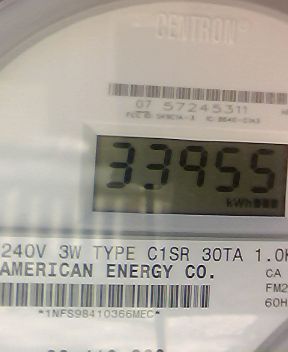 CENTRON®
07 57245311
33955
kWh
240V 3W TYPE C1SR 30TA
AMERICAN ENERGY CO.
CA
FM2
60H
*1NFS98410366MEC*